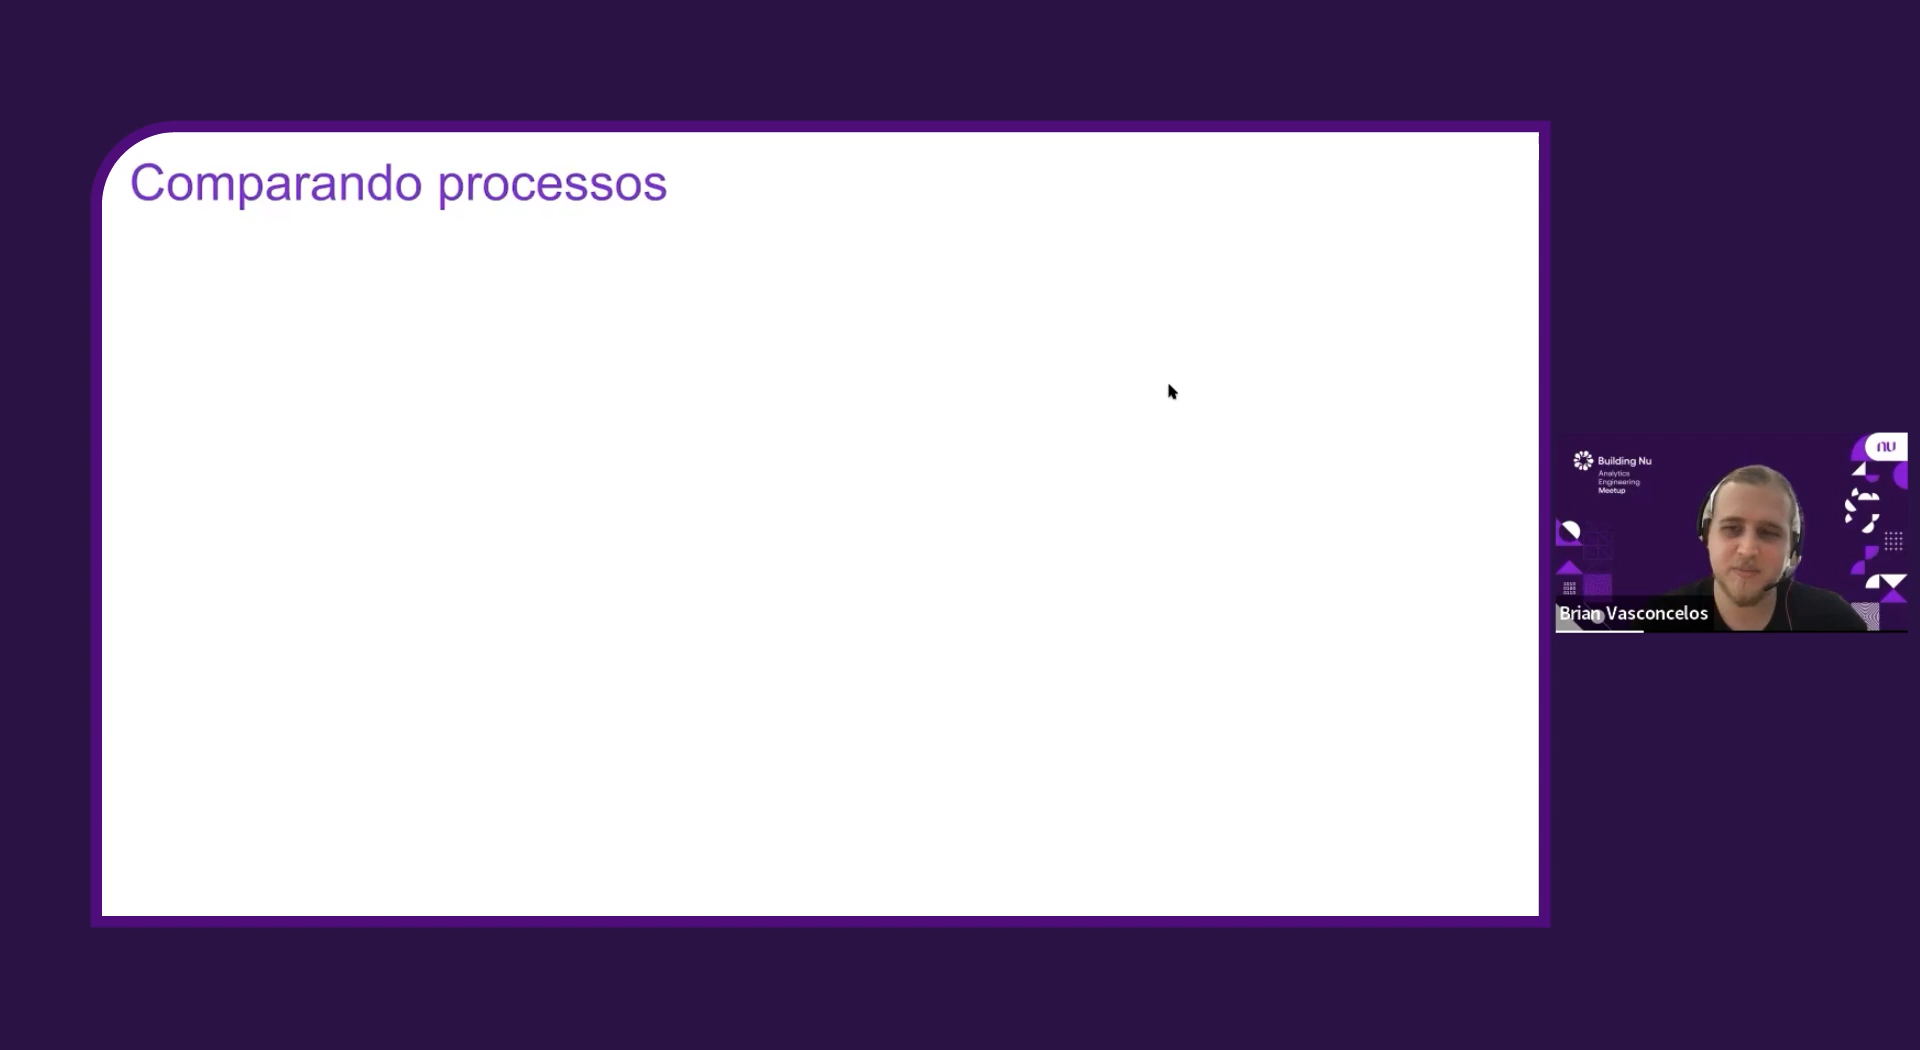 Comparando processos
nu
Building Nu
Analytics
Engineering
Meetup
Brian Vasconcelos